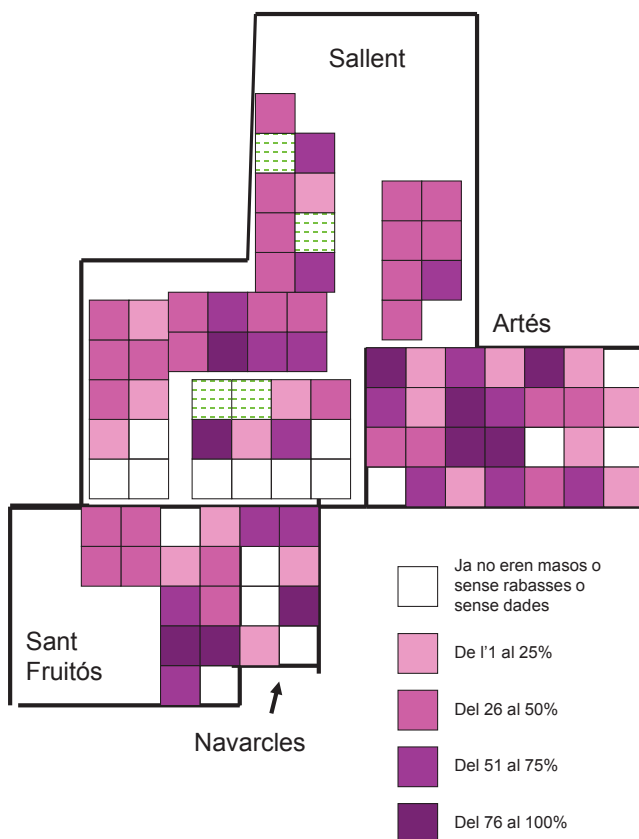 Sallent
Artés
Sant
Fruitós
Navarcles
Ja no eren masos o
sense rabasses o
sense dades
De l'1 al 25%
Del 26 al 50%
Del 51 al 75%
Del 76 al 100%